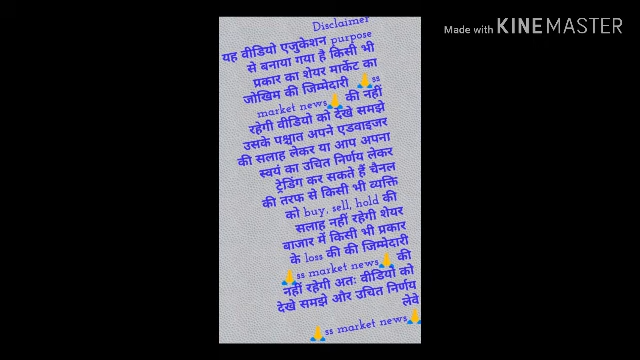 Made with KINEMASTER
Disclaimer
यह वीडियो एजुकेशन purpose
से बनाया गया है किसी भी
प्रकार का शेयर मार्केट का
जोखिम की जिम्मेदारी 🙏ss
market news🙏 की नहीं
रहेगी वीडियो को देखे समझे
उसके पश्चात अपने एडवाइजर
की सलाह लेकर या आप अपना
स्वयं का उचित निर्णय लेकर
ट्रेडिंग कर सकते हैं चैनल
की तरफ से किसी भी व्यक्ति
को buy, sell, hold की
सलाह नहीं रहेगी शेयर
बाजार में किसी भी प्रकार
के loss की की जिम्मेदारी
🙏ss market news🙏 की
नहीं रहेगी अतः वीडियो को
देखे समझे और उचित निर्णय
लेवे
🙏ss market news🙏